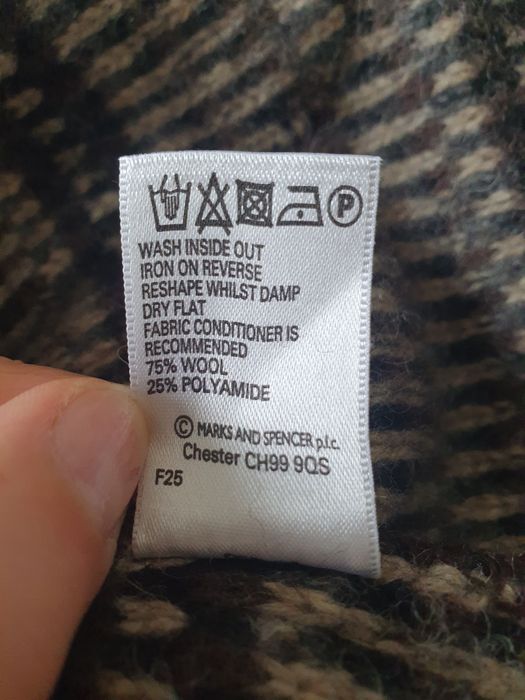 P
WASH INSIDE OUT
IRON ON REVERSE
RESHAPE WHILST DAMP
DRY FLAT
FABRIC CONDITIONER IS
RECOMMENDED
75% WOOL
25% POLYAMIDE
© MARKS AND SPENCER p.l.c.
Chester CH99 9QS
F25